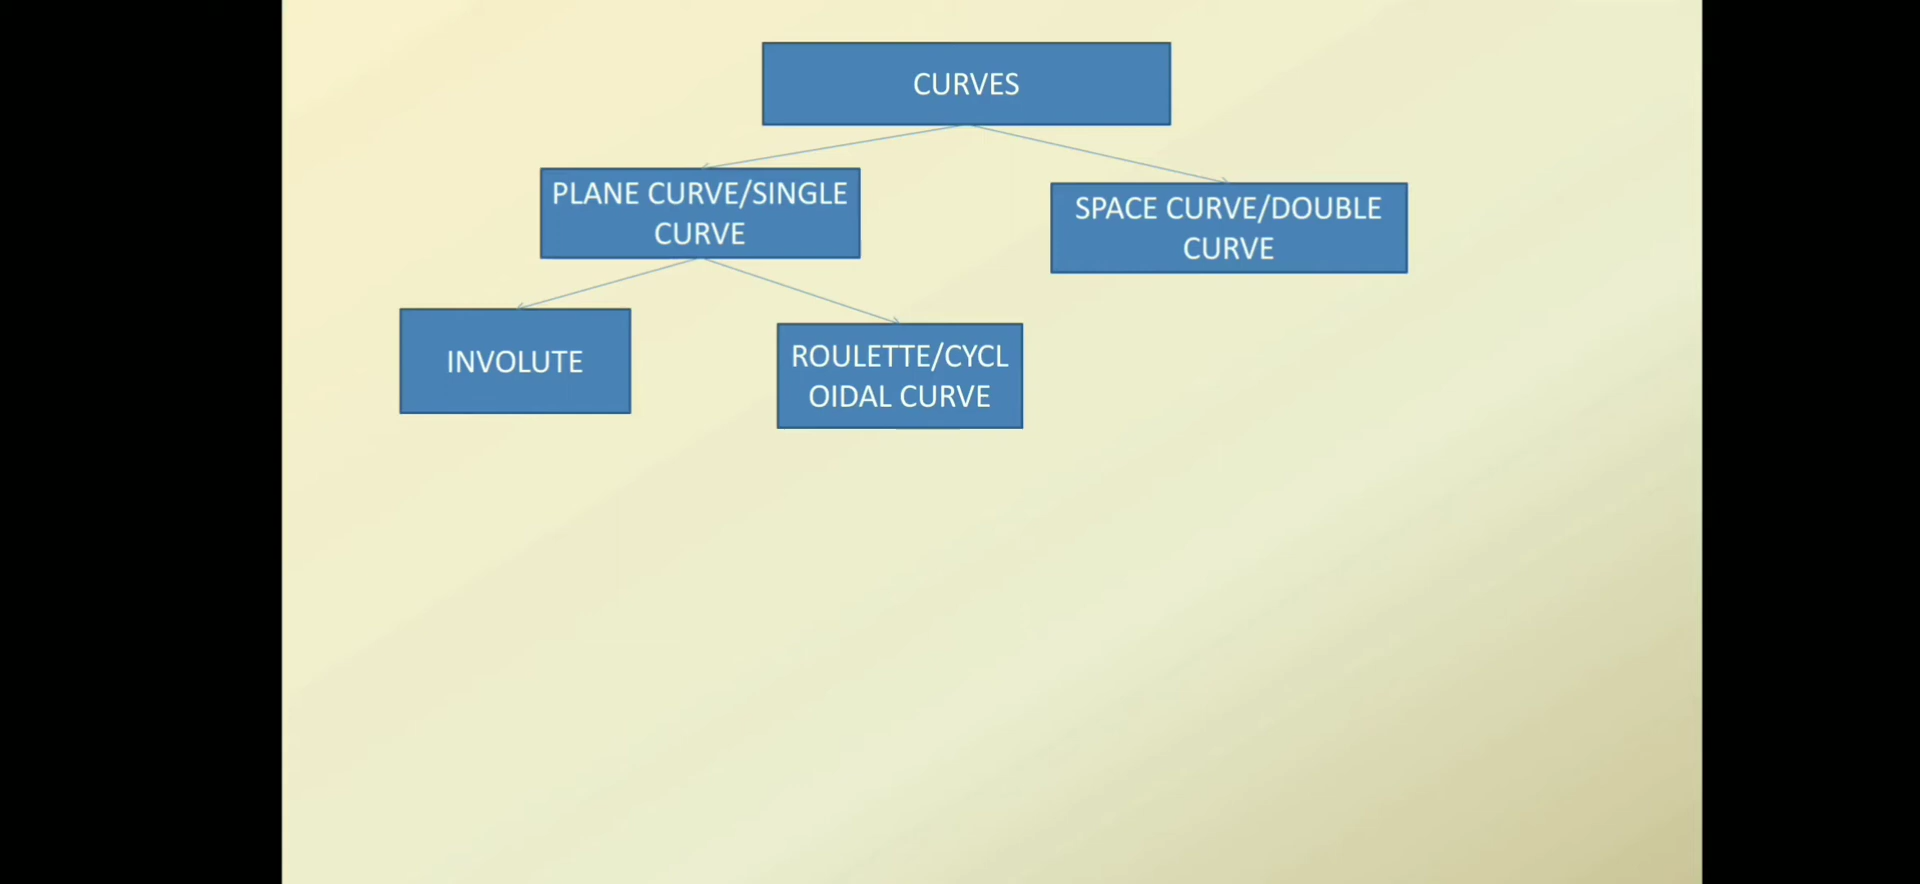 CURVES
PLANE CURVE/SINGLE
CURVE
SPACE CURVE/DOUBLE
CURVE
INVOLUTE
ROULETTE/CYCL
OIDAL CURVE